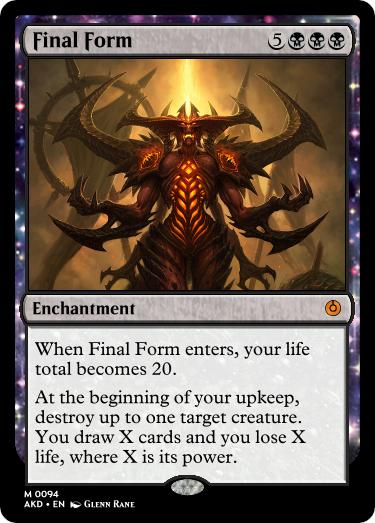 Final Form 5
Enchantment
When Final Form enters, your life
total becomes 20.
At the beginning of your upkeep,
destroy up to one target creature.
You draw X cards and you lose X
life, where X is its power.
M 0094
AKD • EN Glenn Rane